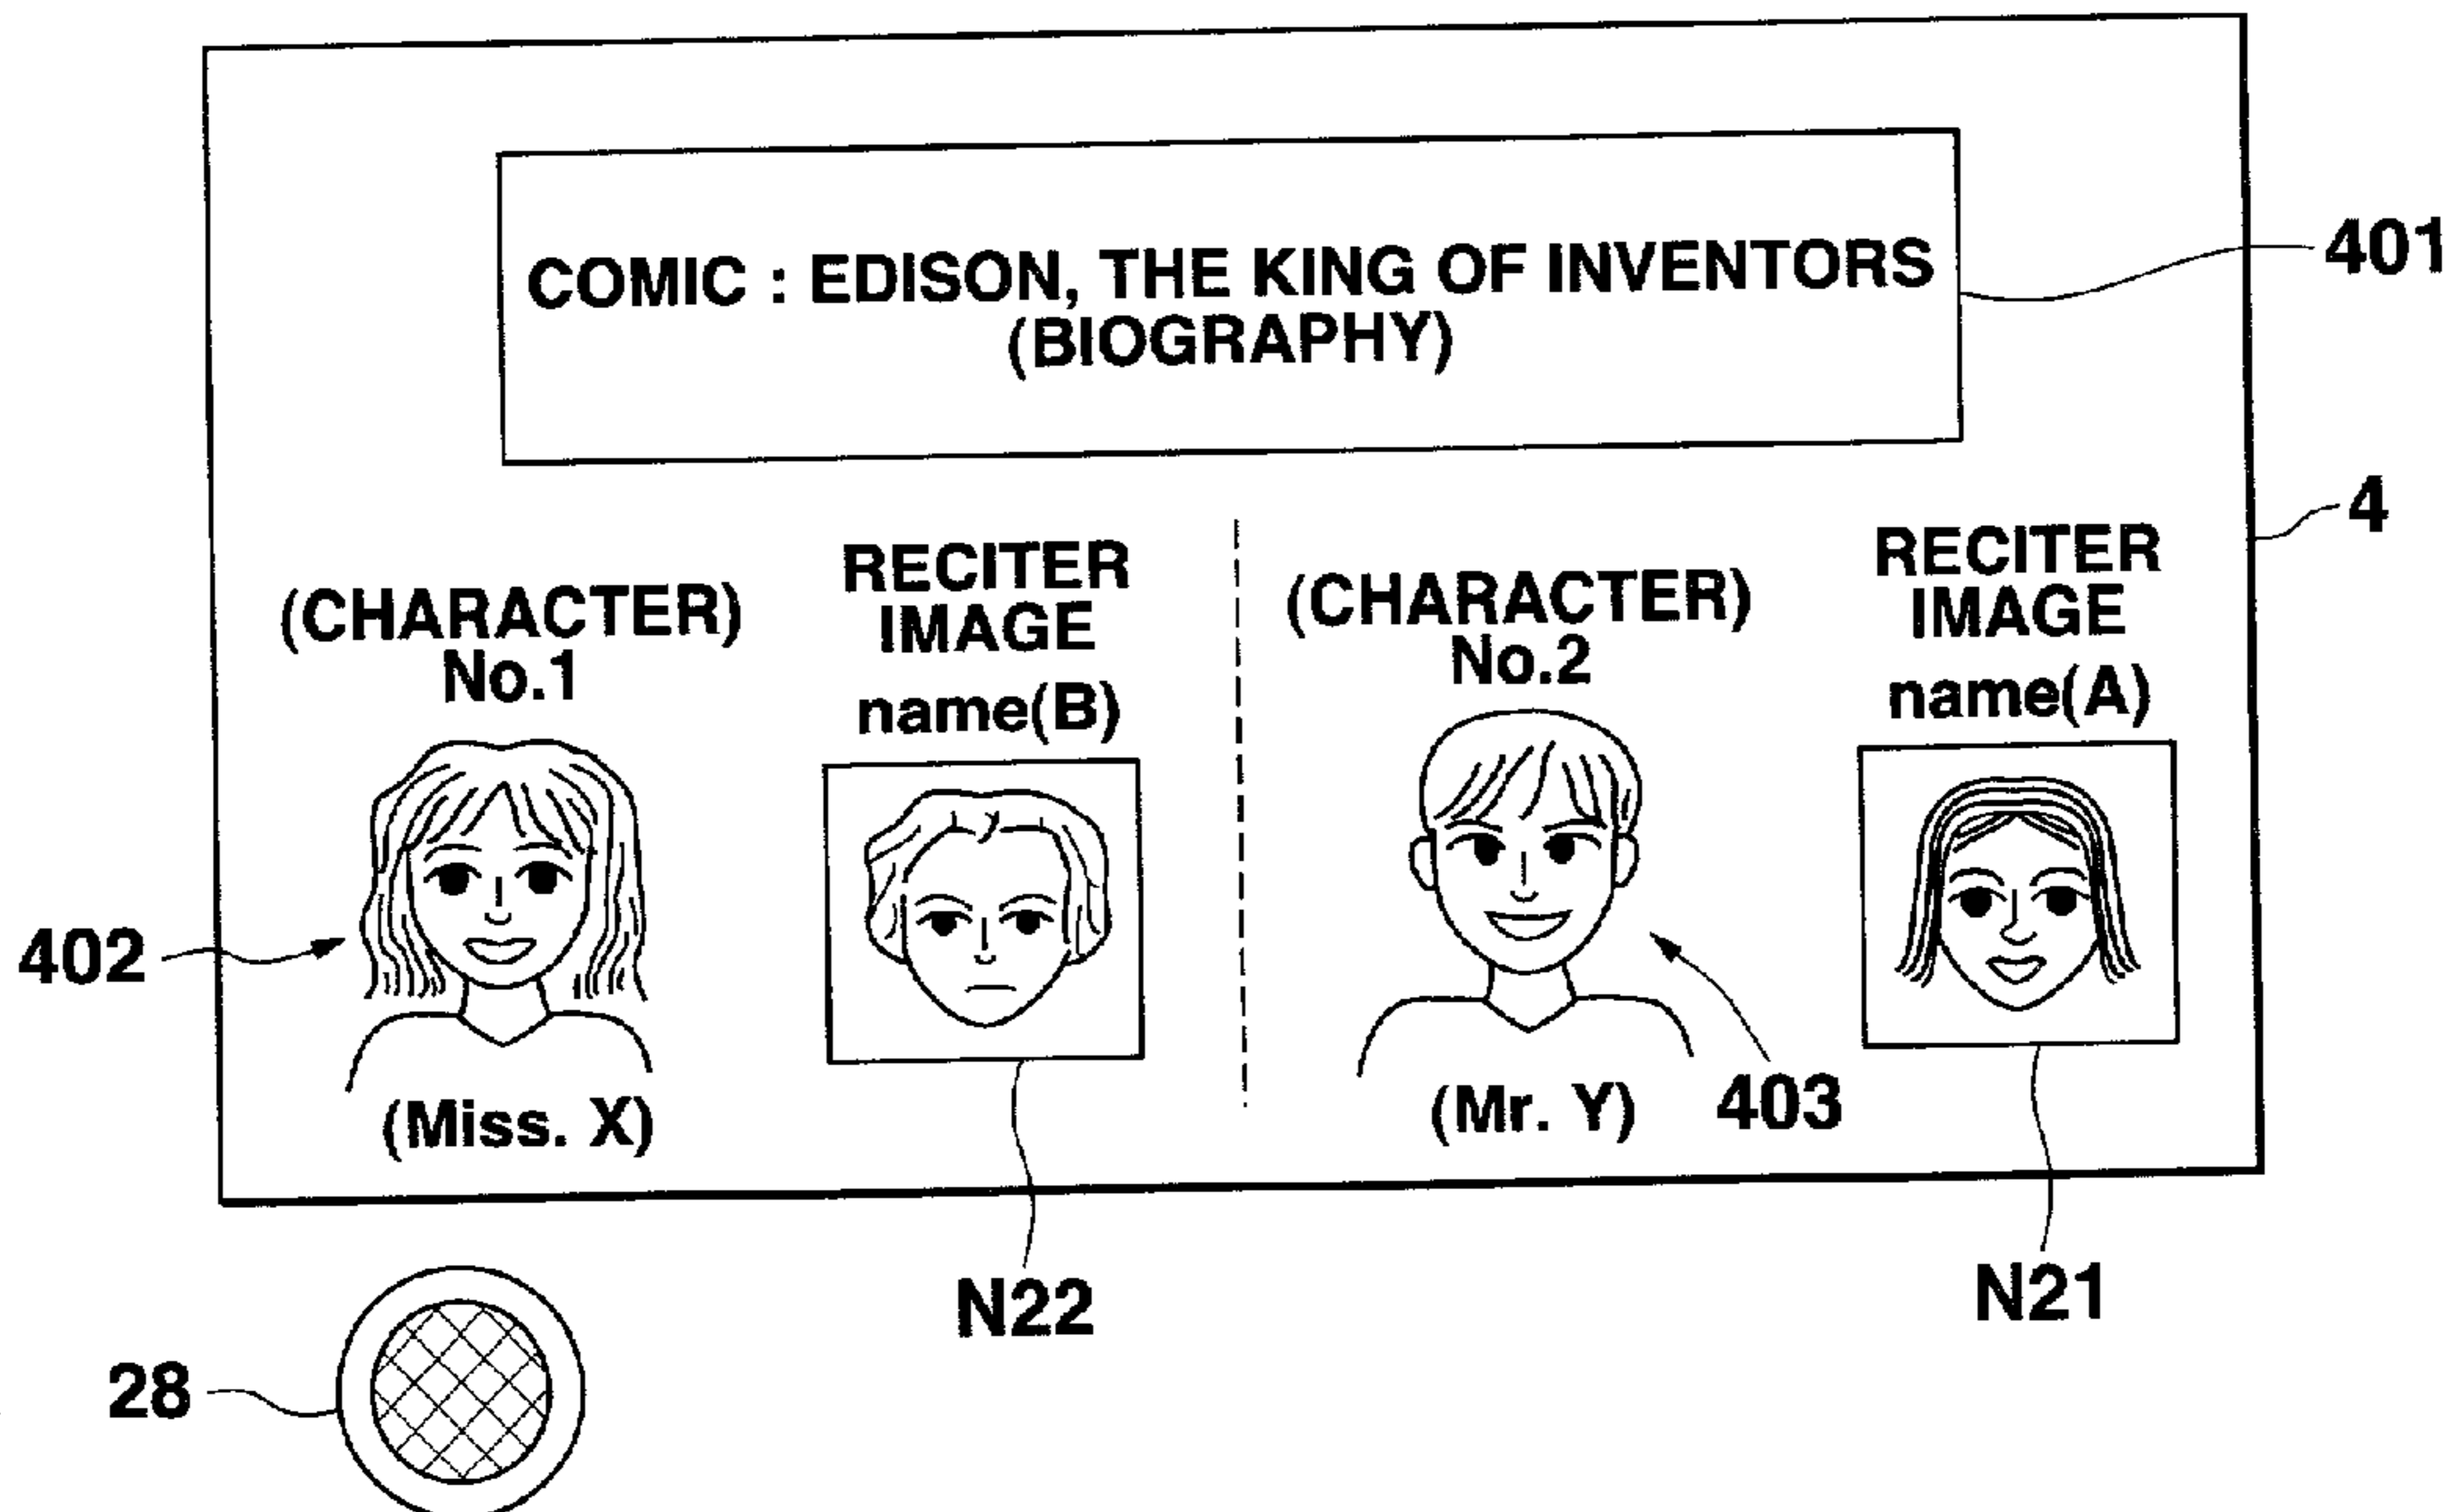 COMIC : EDISON, THE KING OF INVENTORS
(BIOGRAPHY)
401
4
(CHARACTER)
No.1
RECITER
IMAGE
name(B)
(CHARACTER)
No.2
RECITER
IMAGE
name(A)
402
(Miss. X)
(Mr. Y)
403
N22
N21
28